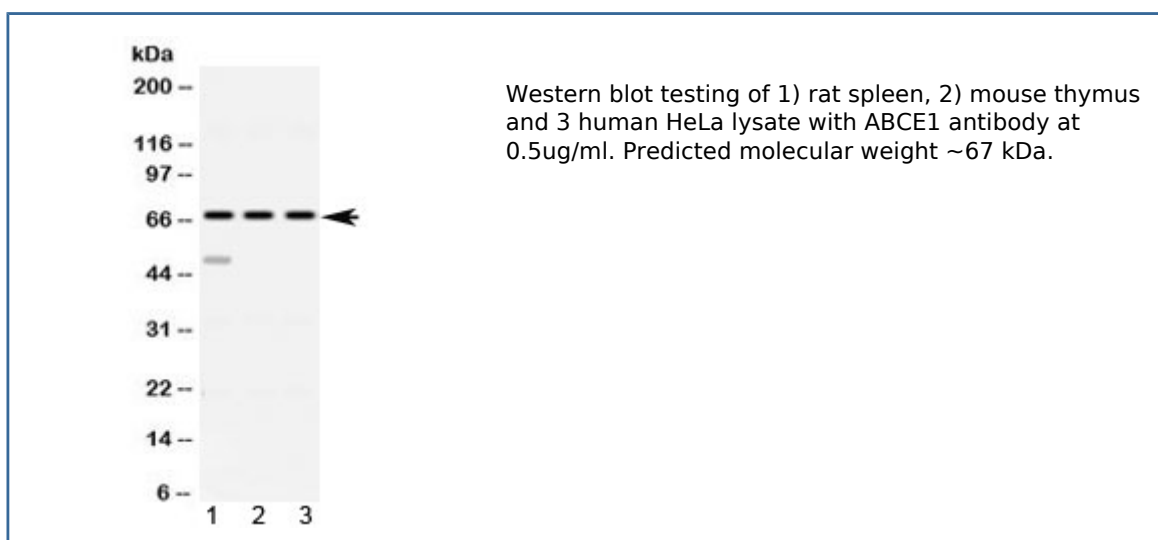 kDa
200 --
116 --
97 --
66 --
44 --
31 --
22 --
14 --
6 --
1 2 3
Western blot testing of 1) rat spleen, 2) mouse thymus
and 3 human HeLa lysate with ABCE1 antibody at
0.5ug/ml. Predicted molecular weight ~67 kDa.